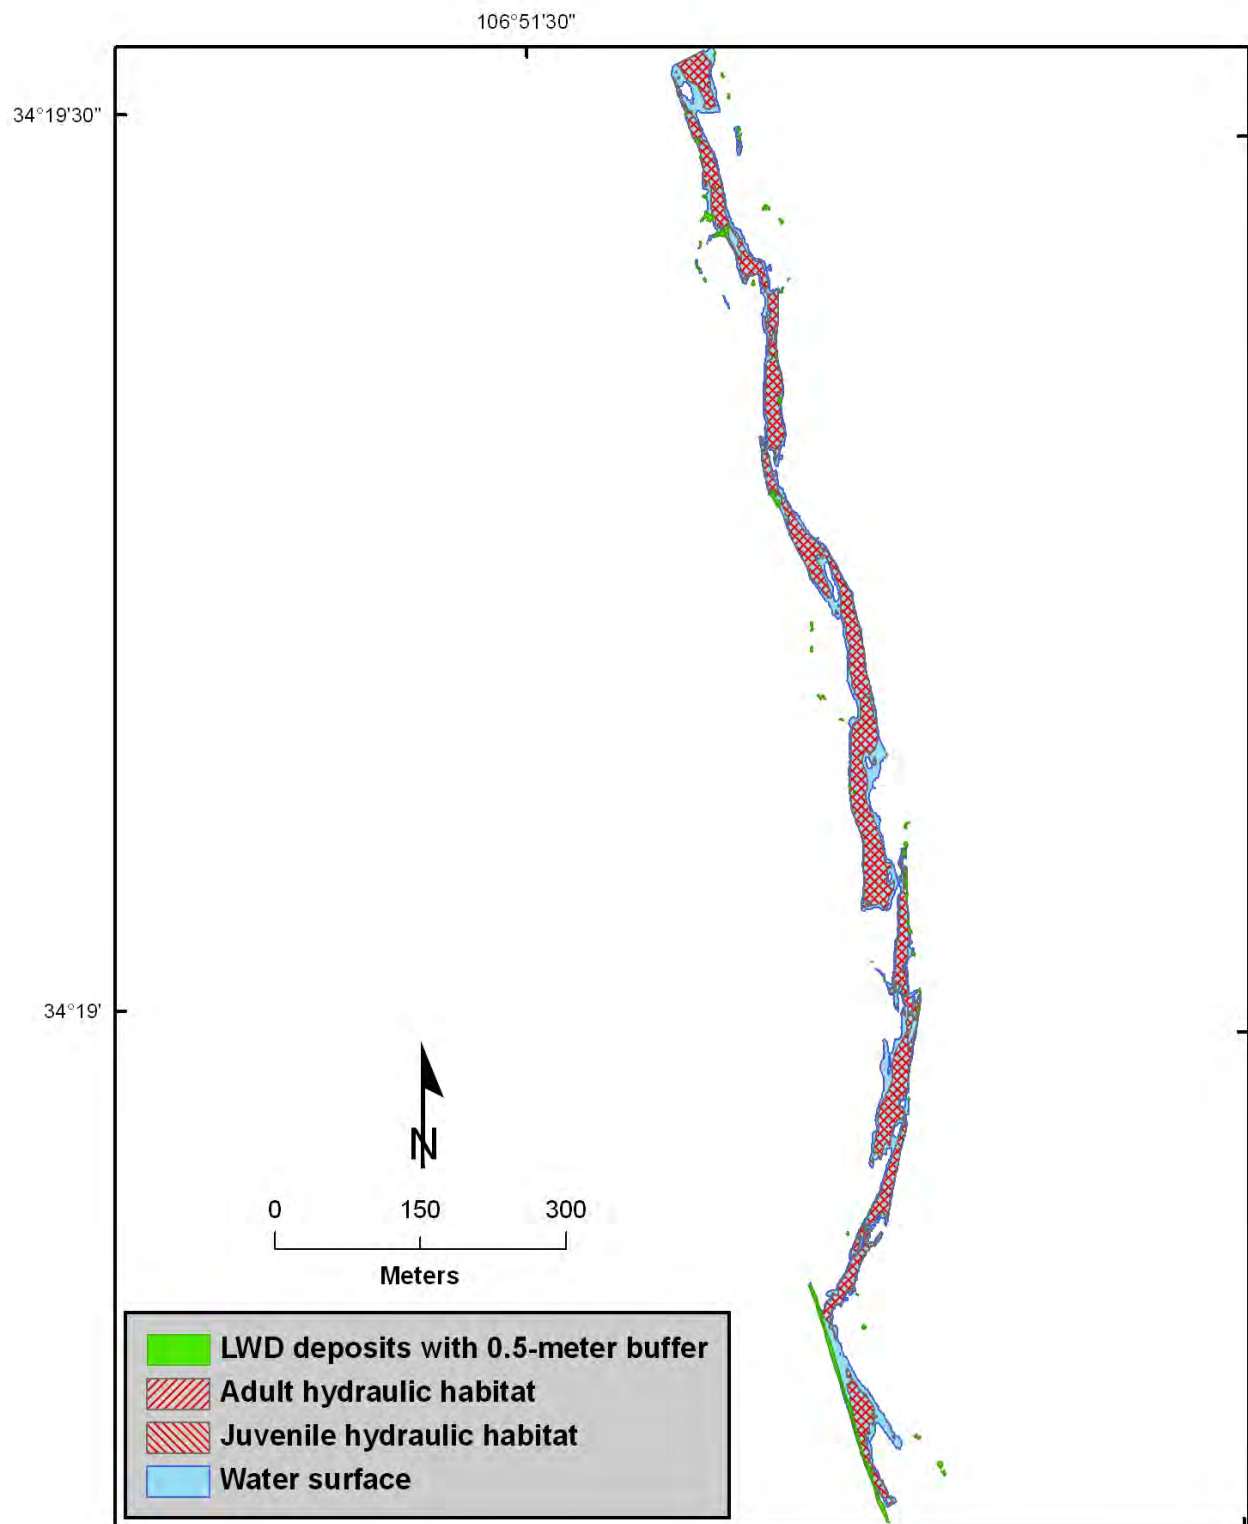 106°51'30"
34°19'30"
34°19'
N
0 150 300
Meters
LWD deposits with 0.5-meter buffer
Adult hydraulic habitat
Juvenile hydraulic habitat
Water surface